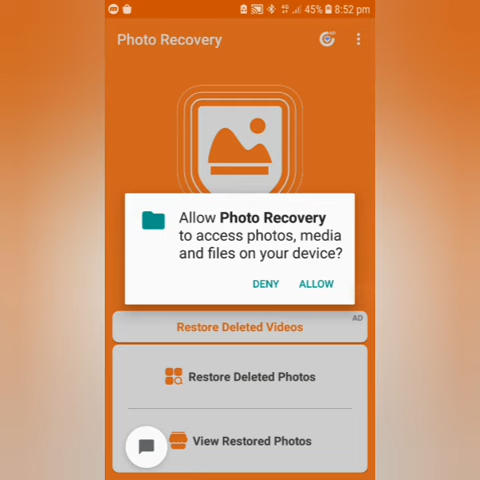 45% 8:52 pm
Photo Recovery
AD
Allow Photo Recovery
to access photos, media
and files on your device?
DENY ALLOW
AD
Restore Deleted Videos
Restore Deleted Photos
View Restored Photos